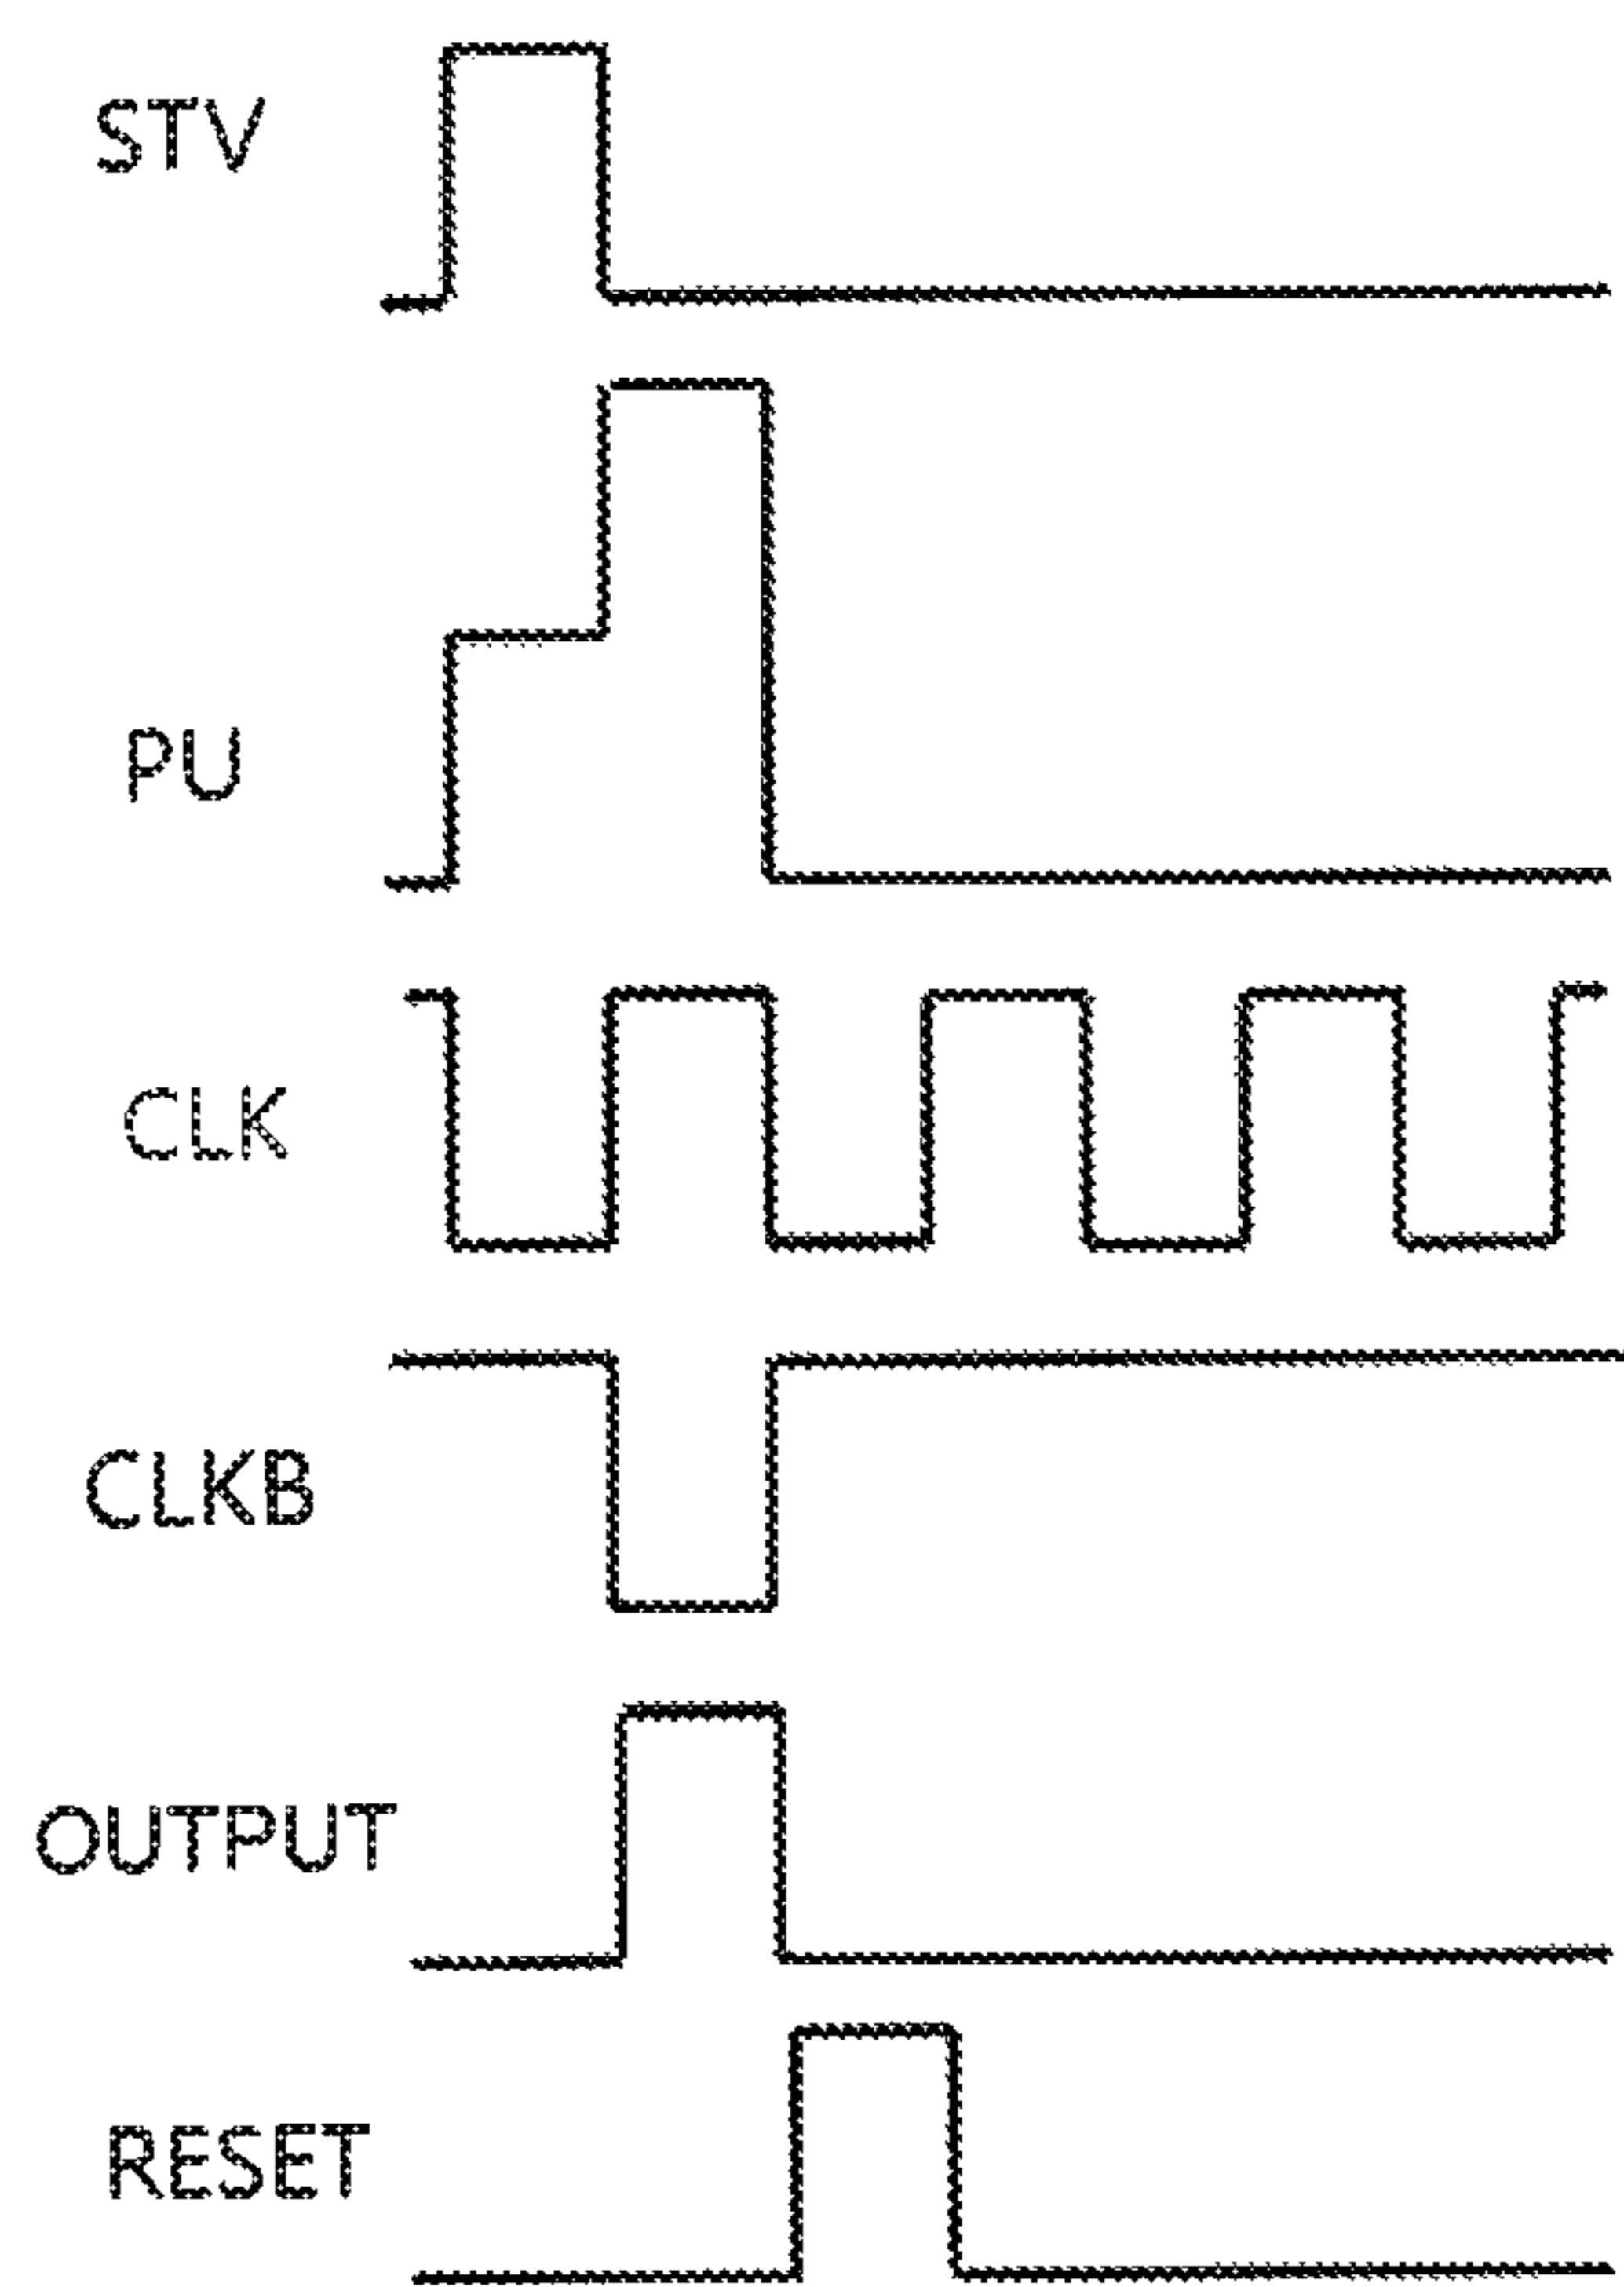 STV
PU
CLK
CLKB
OUTPUT
RESET